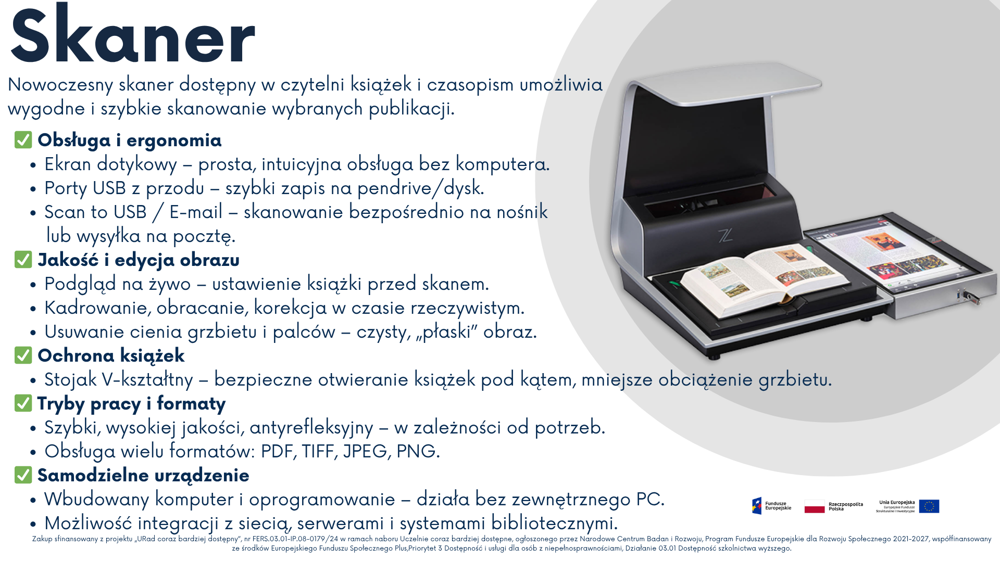 Skaner
Nowoczesny skaner dostępny w czytelni książek i czasopism umożliwia
wygodne i szybkie skanowanie wybranych publikacji.
✅ Obsługa i ergonomia
• Ekran dotykowy – prosta, intuicyjna obsługa bez komputera.
• Porty USB z przodu – szybki zapis na pendrive/dysk.
• Scan to USB / E-mail – skanowanie bezpośrednio na nośnik
lub wysyłka na pocztę.
✅ Jakość i edycja obrazu
• Podgląd na żywo – ustawienie książki przed skanem.
• Kadrowanie, obracanie, korekcja w czasie rzeczywistym.
• Usuwanie cienia grzbietu i palców – czysty, „płaski” obraz.
✅ Ochrona książek
• Stojak V-kształtny – bezpieczne otwieranie książek pod kątem, mniejsze obciążenie grzbietu.
✅ Tryby pracy i formaty
• Szybki, wysokiej jakości, antyrefleksyjny – w zależności od potrzeb.
• Obsługa wielu formatów: PDF, TIFF, JPEG, PNG.
✅ Samodzielne urządzenie
• Wbudowany komputer i oprogramowanie – działa bez zewnętrznego PC.
• Możliwość integracji z siecią, serwerami i systemami bibliotecznymi.
Fundusze
Europejskie
Rzeczpospolita
Polska
Unia Europejska
Europejskie Fundusze
Strukturalne i Inwestycyjne
Zakup sfinansowany z projektu „URad coraz bardziej dostępny”, nr FERS.03.01-IP.08-0179/24 w ramach naboru Uczelnie coraz bardziej dostępne, ogłoszonego przez Narodowe Centrum Badan i Rozwoju, Program Fundusze Europejskie dla Rozwoju Społecznego 2021-2027, współfinansowany
ze środków Europejskiego Funduszu Społecznego Plus,Priorytet 3 Dostępność i usługi dla osób z niepełnosprawnościami, Działanie 03.01 Dostępność szkolnictwa wyższego.